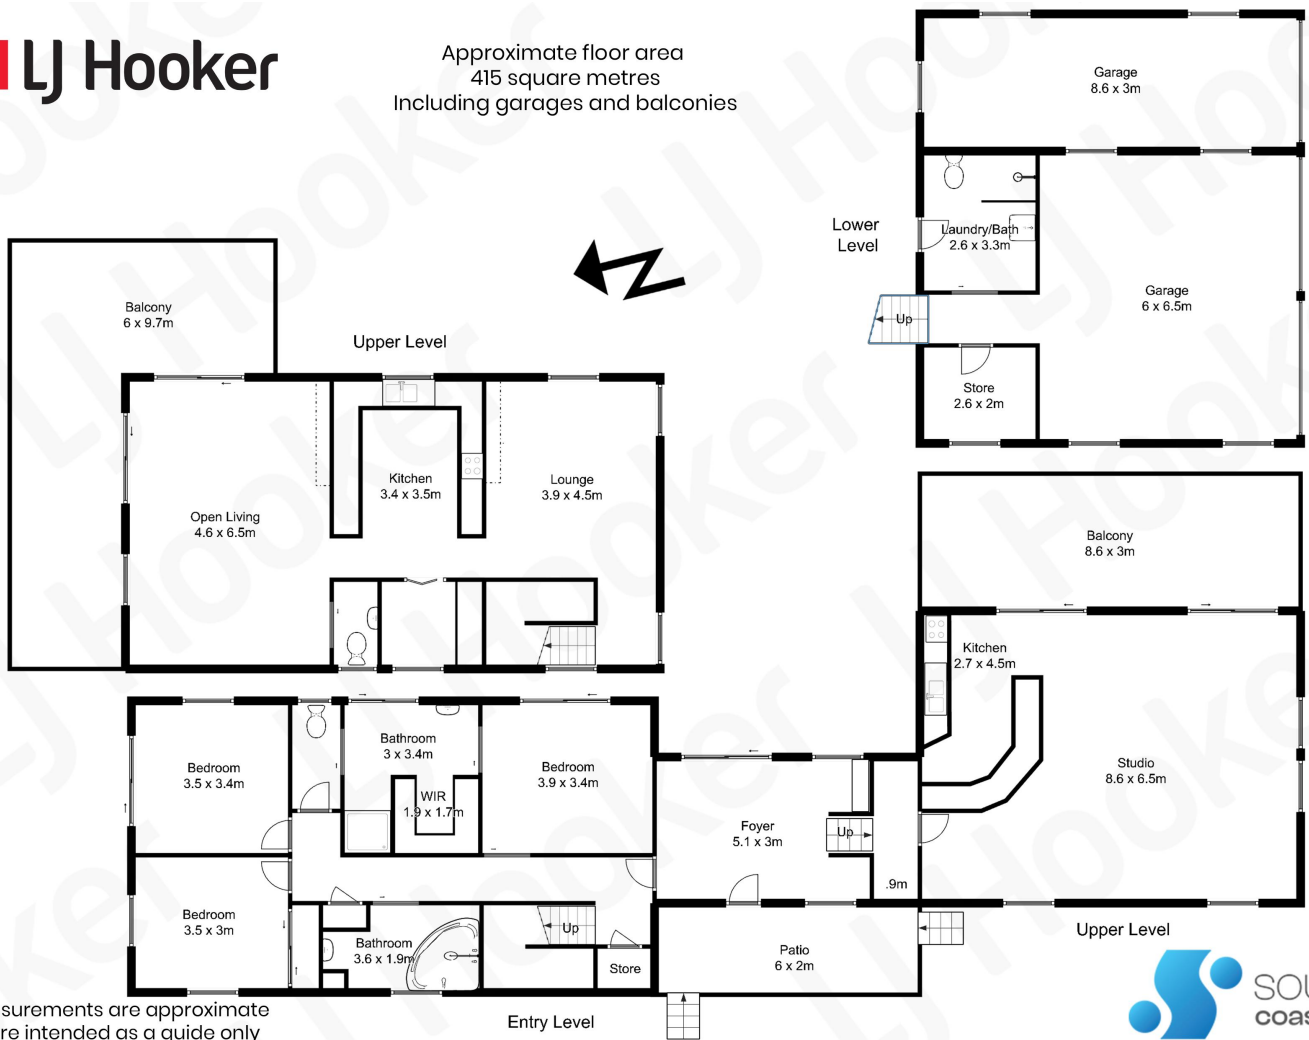 LJ Hooker
Approximate floor area
415 square metres
Including garages and balconies
Garage
8.6 x 3m
Lower
Level
Laundry/Bath
2.6 x 3.3m
Garage
6 x 6.5m
Up
Store
2.6 x 2m
Balcony
6 x 9.7m
Upper Level
Kitchen
3.4 x 3.5m
Lounge
3.9 x 4.5m
Open Living
4.6 x 6.5m
Balcony
8.6 x 3m
Kitchen
2.7 x 4.5m
Studio
8.6 x 6.5m
Upper Level
Bedroom
3.5 x 3.4m
Bathroom
3 x 3.4m
WIR
1.9 x 1.7m
Bedroom
3.9 x 3.4m
Foyer
5.1 x 3m
Up
.9m
Bedroom
3.5 x 3m
Bathroom
3.6 x 1.9m
Up
Store
Patio
6 x 2m
Entry Level
surements are approximate
re intended as a guide only
SOU
coas